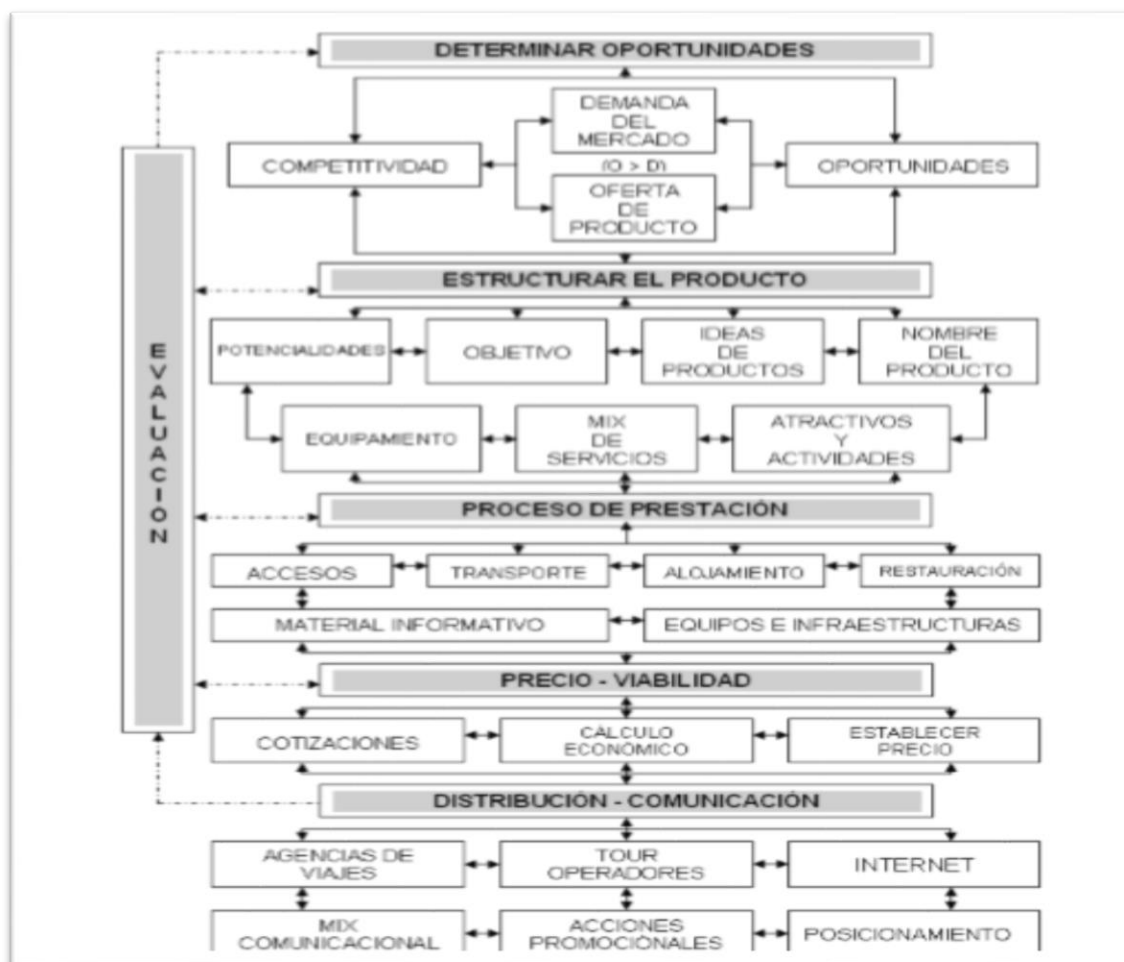 DETERMINAR OPORTUNIDADES
DEMANDA
DEL
MERCADO
COMPETITIVIDAD
(O > D)
OPORTUNIDADES
OFERTA
DE
PRODUCTO
ESTRUCTURAR EL PRODUCTO
POTENCIALIDADES
OBJETIVO
IDEAS
DE
PRODUCTOS
NOMBRE
DEL
PRODUCTO
EVALUACIÓN
EQUIPAMIENTO
MIX
DE
SERVICIOS
ATRACTIVOS
Y
ACTIVIDADES
PROCESO DE PRESTACIÓN
ACCESOS
TRANSPORTE
ALOJAMIENTO
RESTAURACIÓN
MATERIAL INFORMATIVO
EQUIPOS E INFRAESTRUCTURAS
PRECIO - VIABILIDAD
COTIZACIONES
CÁLCULO
ECONÓMICO
ESTABLECER
PRECIO
DISTRIBUCIÓN - COMUNICACIÓN
AGENCIAS DE
VIAJES
TOUR
OPERADORES
INTERNET
MIX
COMUNICACIONAL
ACCIONES
PROMOCIONALES
POSICIONAMIENTO